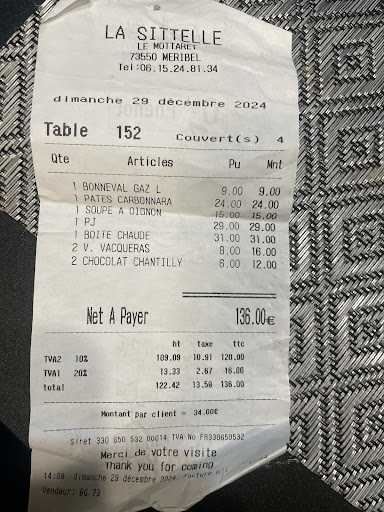 LA SITTELLE
LE MOTTARET
73550 MERIBEL
Tel:06.15.24.81.34
dimanche 29 décembre 2024
Table 152 Couvert(s) 4
Qte Articles Pu Mnt
1 BONNEVAL GAZ L 9.00 9.00
1 PATES CARBONNARA 24.00 24.00
1 SOUPE A OIGNON 15.00 15.00
1 PJ 29.00 29.00
1 BOITE CHAUDE 31.00 31.00
2 V. VACQUERAS 8.00 16.00
2 CHOCOLAT CHANTILLY 6.00 12.00
Net A Payer 136.00€
ht taxe ttc
TVA2 10% 109.09 10.91 120.00
TVA1 20% 13.33 2.67 16.00
total 122.42 13.58 136.00
Montant par client = 34.00€
Siret 330 650 532 00014 TVA No FR330650532
Merci de votre visite
Thank you for coming
14:09 dimanche 29 décembre 2024
Vendeur: BG 73